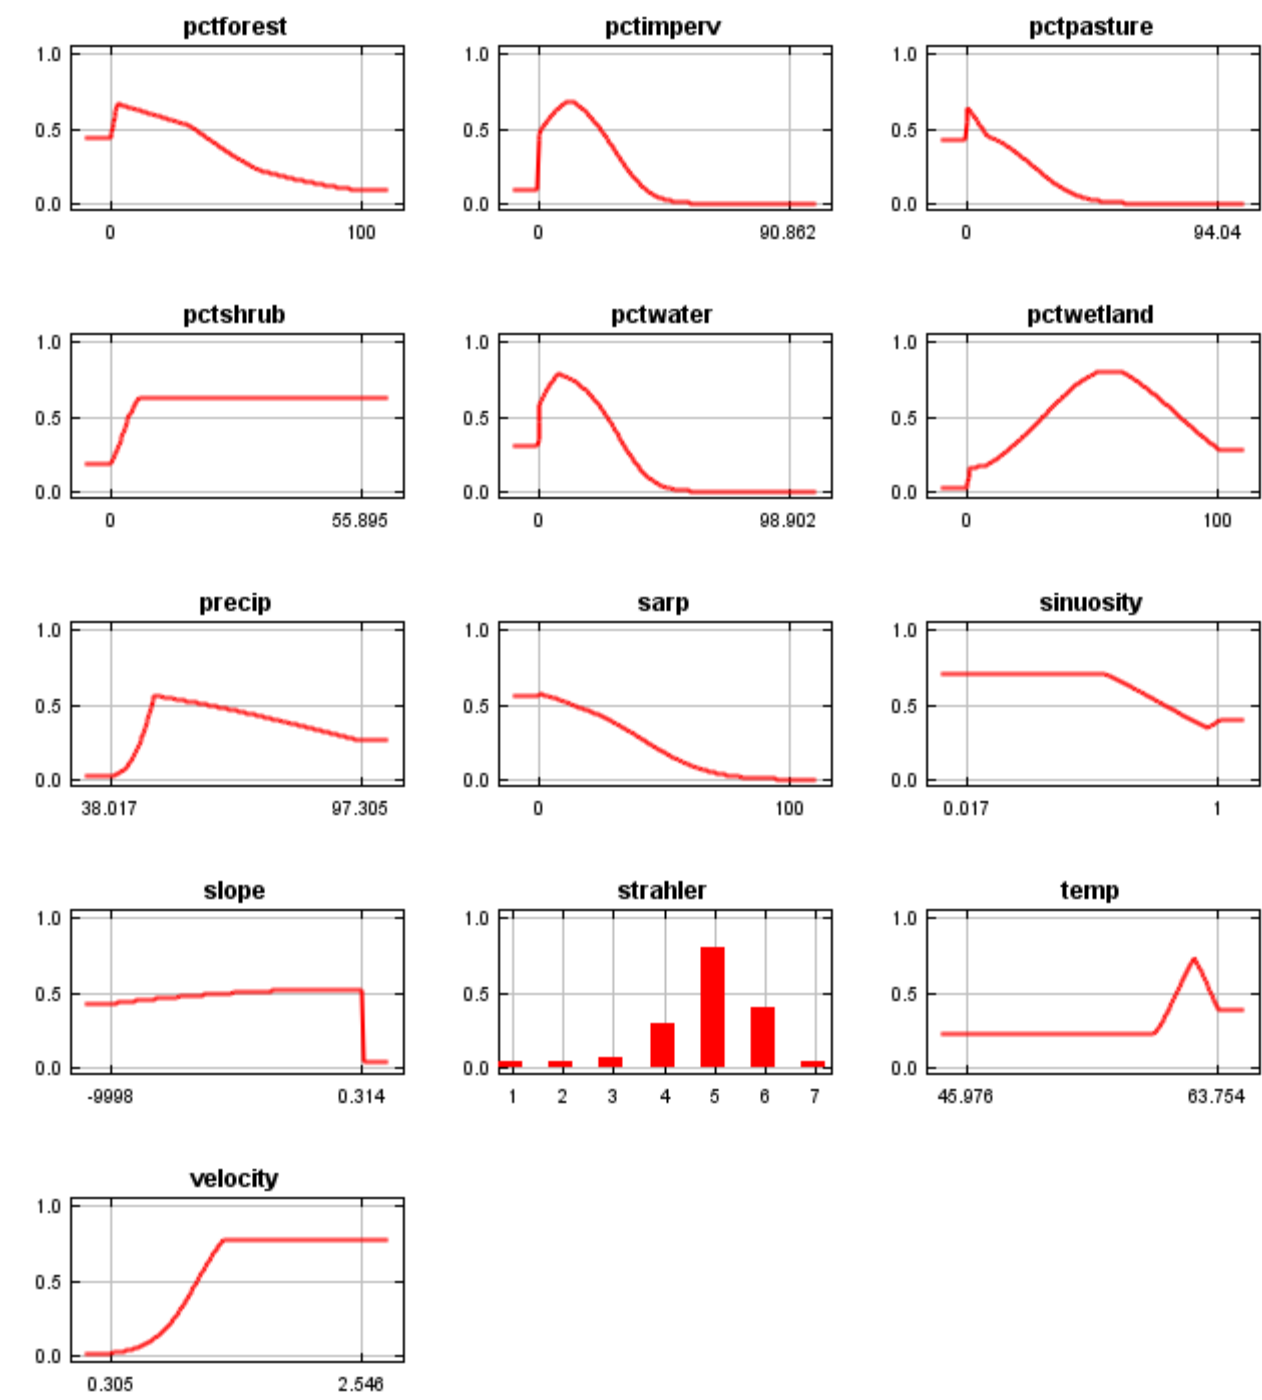 pctforest pctimperv pctpasture
1.0 1.0 1.0
0.5 0.5 0.5
0.0 0.0 0.0
0 100 0 90.862 0 94.04
pctshrub pctwater pctwetland
1.0 1.0 1.0
0.5 0.5 0.5
0.0 0.0 0.0
0 55.895 0 98.902 0 100
precip sarp sinuosity
1.0 1.0 1.0
0.5 0.5 0.5
0.0 0.0 0.0
38.017 97.305 0 100 0.017 1
slope strahler temp
1.0 1.0 1.0
0.5 0.5 0.5
0.0 0.0 0.0
-9998 0.314 1 2 3 4 5 6 7 45.976 63.754
velocity
1.0
0.5
0.0
0.305 2.546